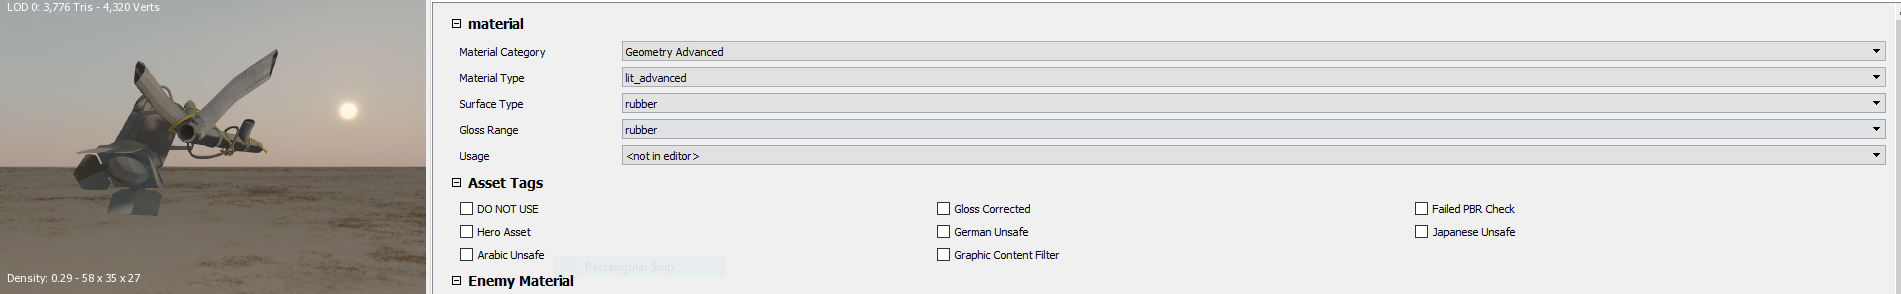 LOD 0: 3,776 Tris - 4,320 Verts
Density: 0.29 - 58 x 35 x 27
material
Material Category Geometry Advanced
Material Type lit_advanced
Surface Type rubber
Gloss Range rubber
Usage <not in editor>
Asset Tags
DO NOT USE Gloss Corrected Failed PBR Check
Hero Asset German Unsafe Japanese Unsafe
Arabic Unsafe Graphic Content Filter
Rectangular Snip
Enemy Material